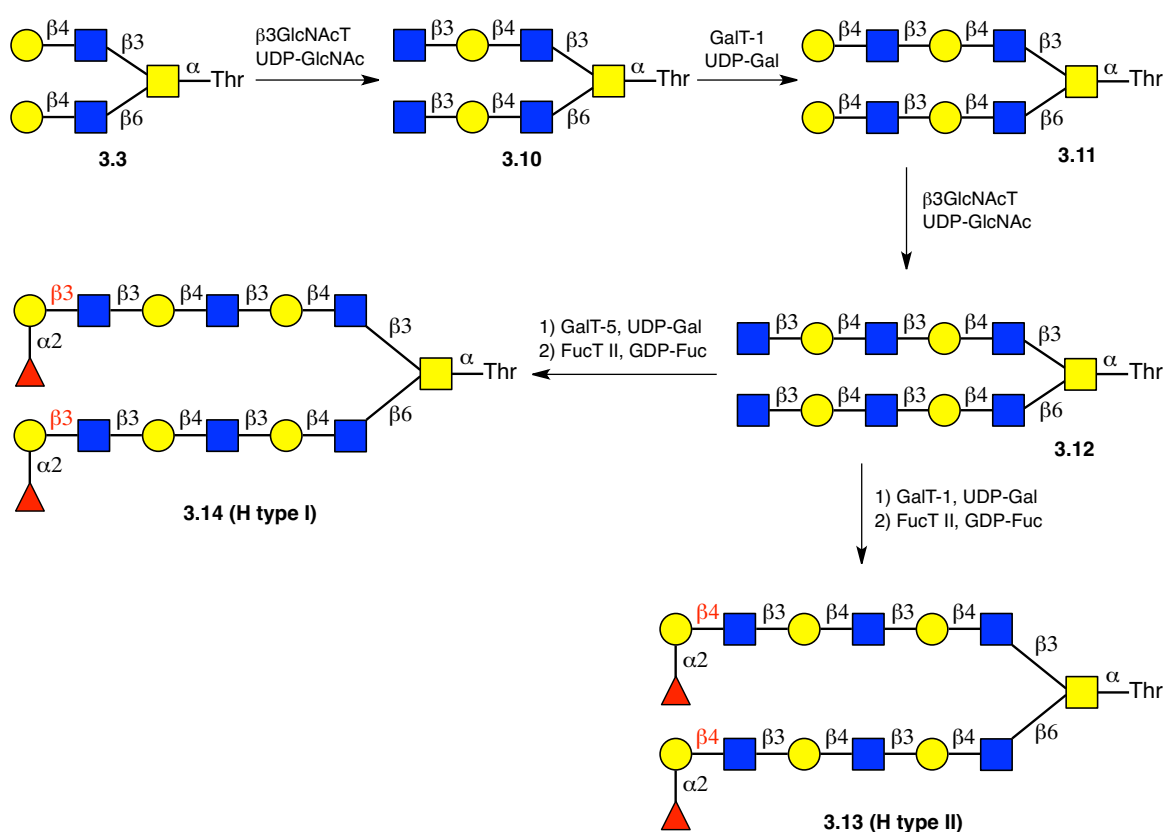 β4 β3 α Thr
β4 β6
3.3
β3GlcNAcT
UDP-GlcNAc
β3 β4 β3 α Thr
β3 β4 β6
3.10
GalT-1
UDP-Gal
β4 β3 β4 β3 α Thr
β4 β3 β4 β6
3.11
β3GlcNAcT
UDP-GlcNAc
β3 β4 β3 β4 β3 α Thr
β3 β4 β3 β4 β6
3.12
1) GalT-5, UDP-Gal
2) FucT II, GDP-Fuc
β3 β3 β4 β3 β4
α2 β3 α Thr
β3 β3 β4 β3 β4 β6
α2
3.14 (H type I)
1) GalT-1, UDP-Gal
2) FucT II, GDP-Fuc
β4 β3 β4 β3 β4
α2 β3 α Thr
β4 β3 β4 β3 β4 β6
α2
3.13 (H type II)